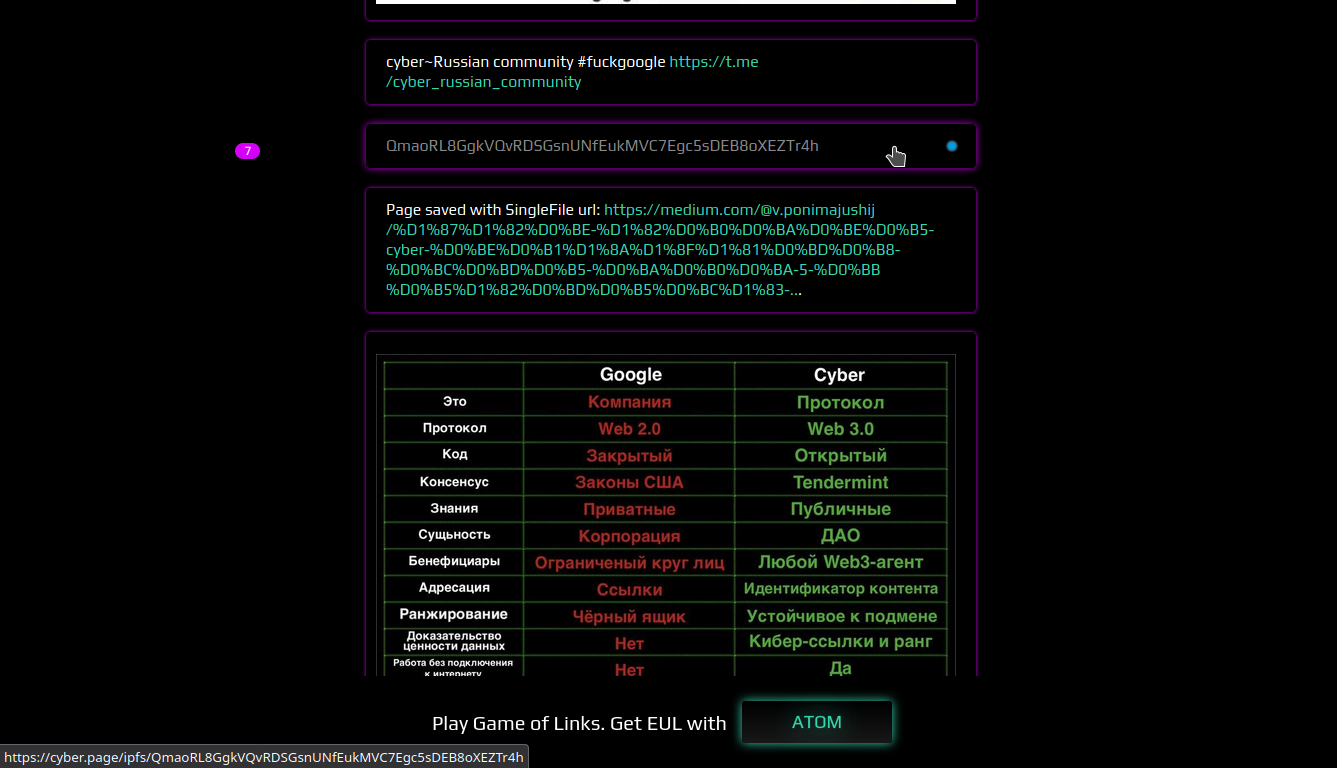 cyber~Russian community #fuckgoogle https://t.me
/cyber_russian_community
7
QmaoRL8GgkVQvRDSGsnUNfEukMVC7Egc5sDEB8oXEZTr4h
Page saved with SingleFile url: https://medium.com/@v.ponimajushij
/%D1%87%D1%82%D0%BE-%D1%82%D0%B0%D0%BA%D0%BE%D0%B5-
cyber-%D0%BE%D0%B1%D1%8A%D1%8F%D1%81%D0%BD%D0%B8-
%D0%BC%D0%BD%D0%B5-%D0%BA%D0%B0%D0%BA-5-%D0%BB
%D0%B5%D1%82%D0%BD%D0%B5%D0%BC%D1%83-...
Google Cyber
Это Компания Протокол
Протокол Web 2.0 Web 3.0
Код Закрытый Открытый
Консенсус Законы США Tendermint
Знания Приватные Публичные
Сущьность Корпорация ДАО
Бенефициары Ограниченый круг лиц Любой Web3-агент
Адресация Ссылки Идентификатор контента
Ранжирование Чёрный ящик Устойчивое к подмене
Доказательство
ценности данных Нет Кибер-ссылки и ранг
Работа без подключения
к интернету Нет Да
Play Game of Links. Get EUL with ATOM
https://cyber.page/ipfs/QmaoRL8GgkVQvRDSGsnUNfEukMVC7Egc5sDEB8oXEZTr4h